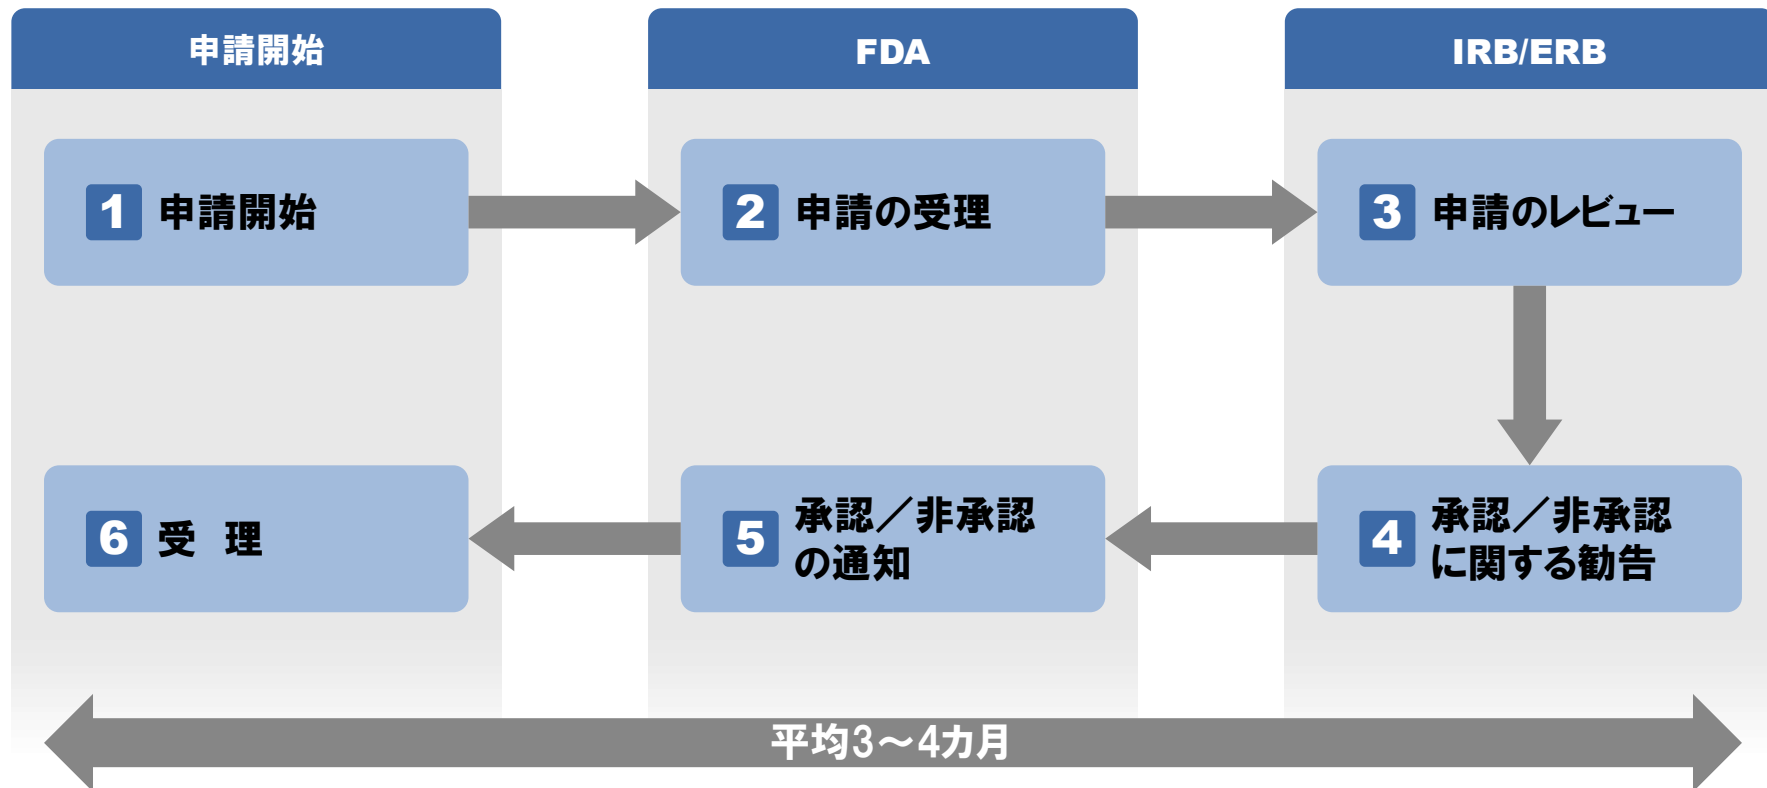 申請開始
FDA
IRB/ERB
1 申請開始
2 申請の受理
3 申請のレビュー
4 承認／非承認
に関する勧告
5 承認／非承認
の通知
6 受　理
平均3～4カ月